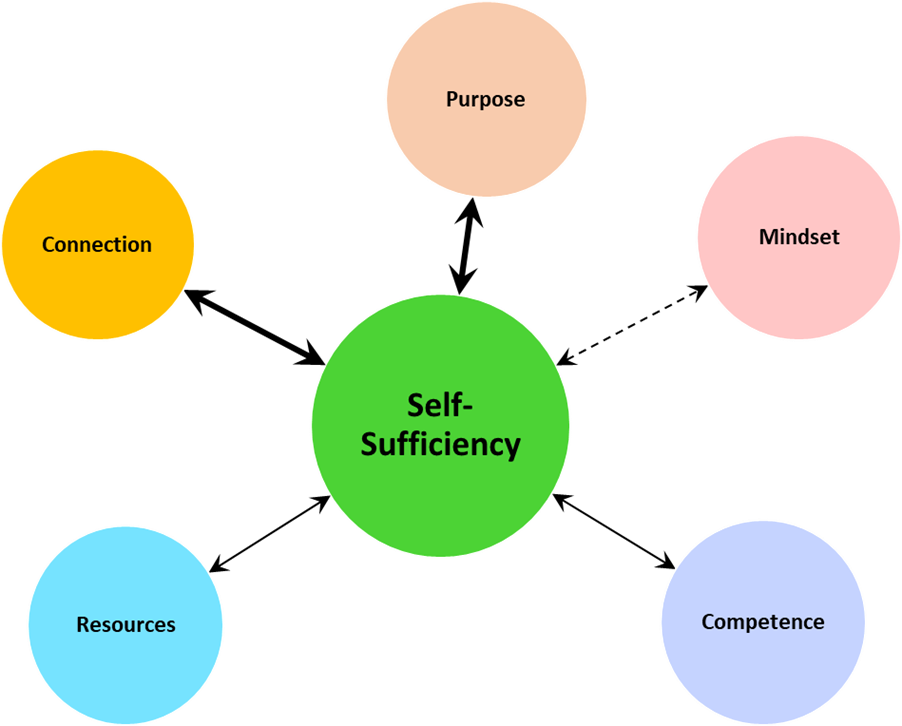 Purpose
Connection
Mindset
Self-
Sufficiency
Resources
Competence